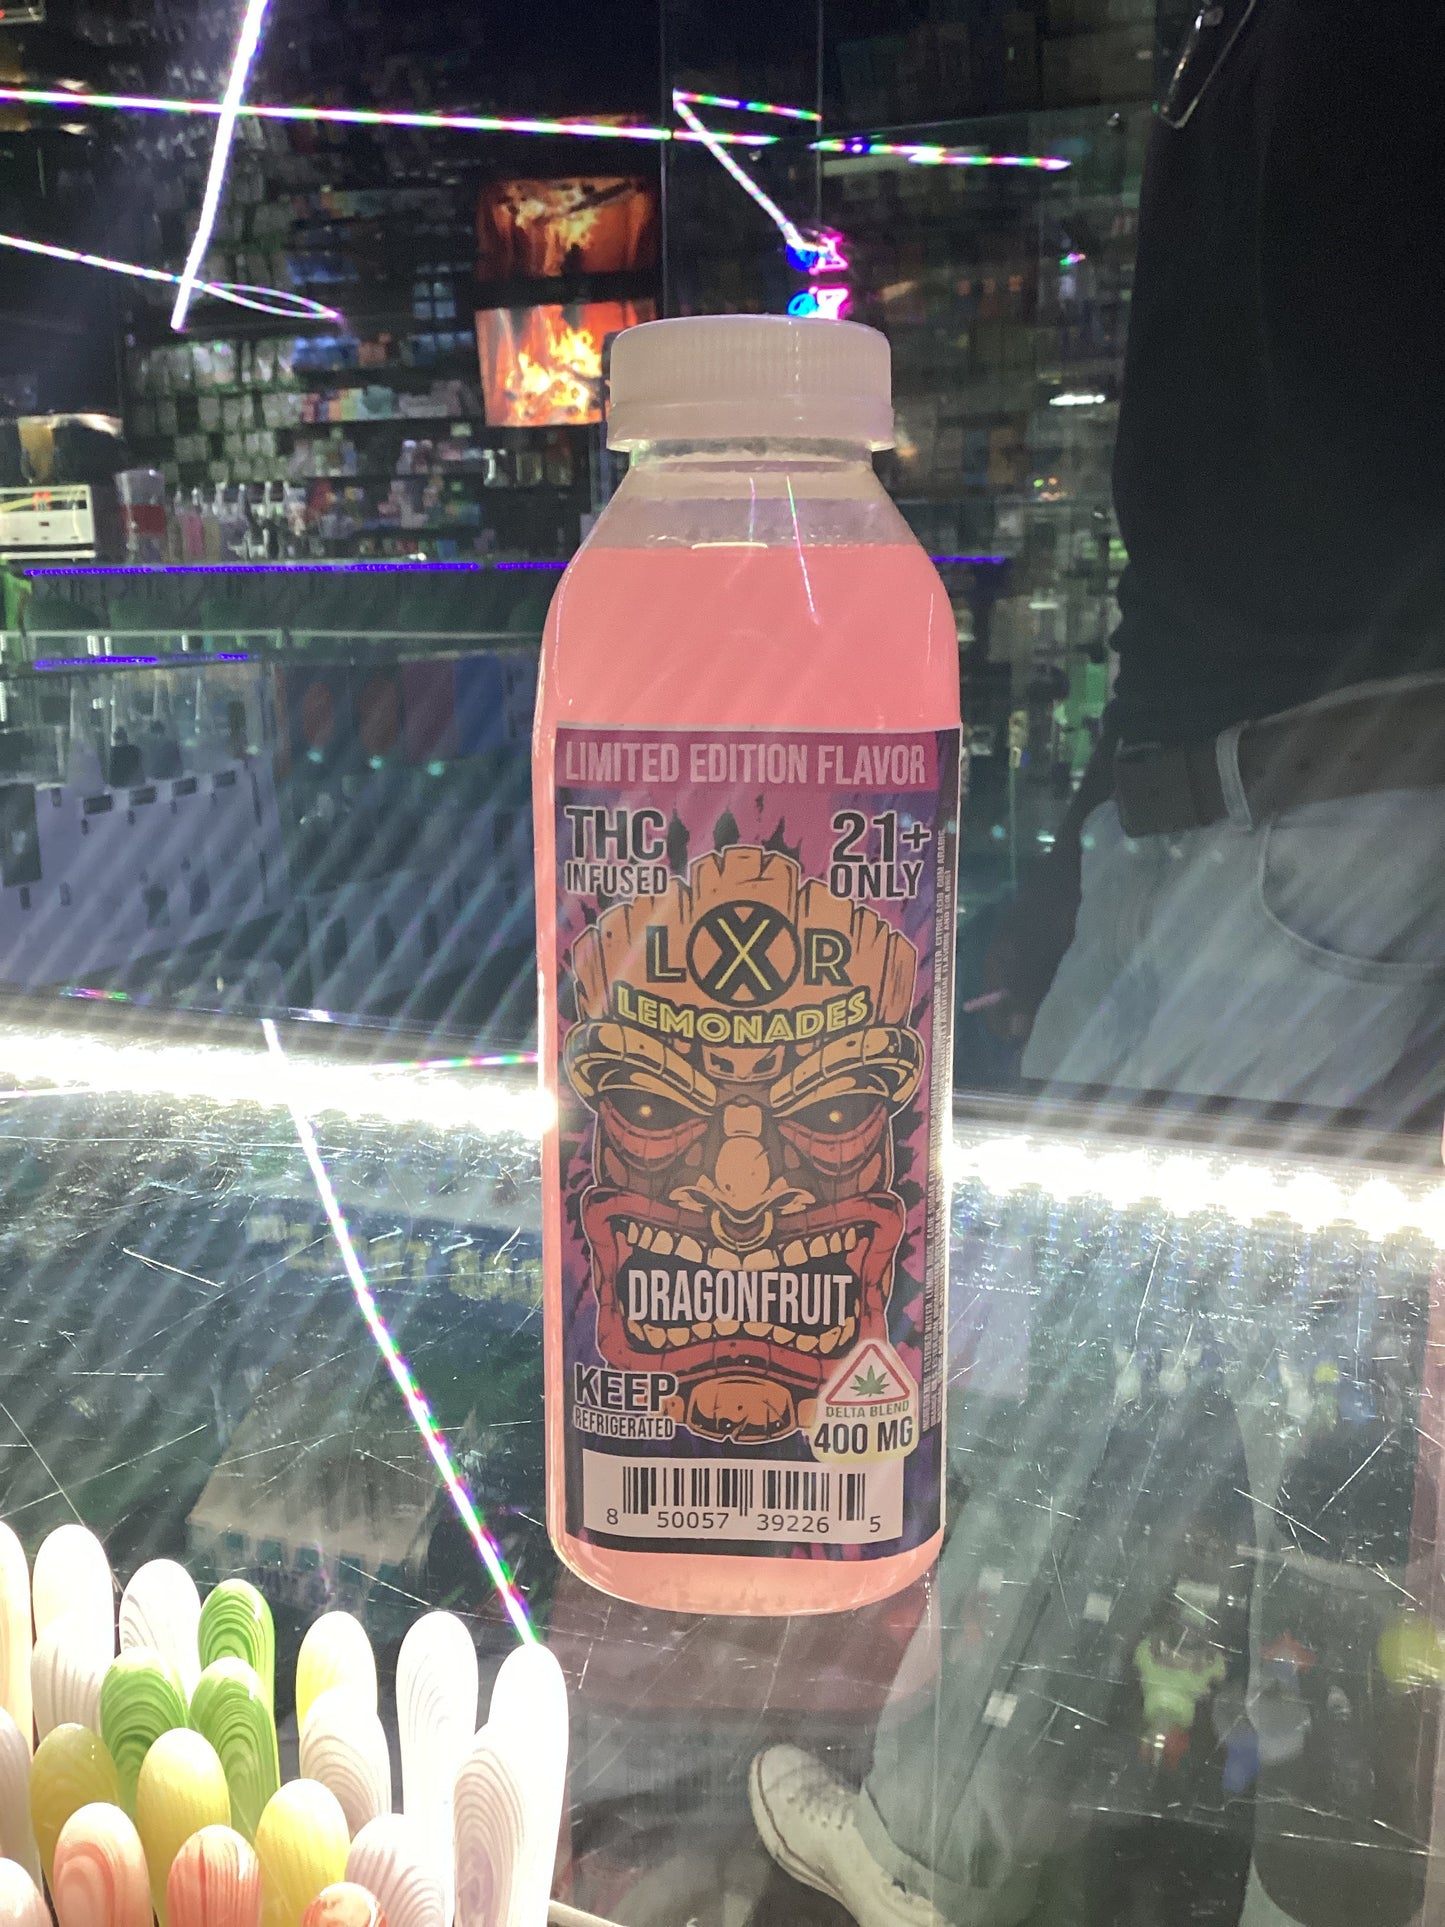 LIMITED EDITION FLAVOR
THC
INFUSED
21+
ONLY
LXR
LEMONADES
DRAGONFRUIT
KEEP
REFRIGERATED
DELTA BLEND
400 MG
8 50057 39226 5